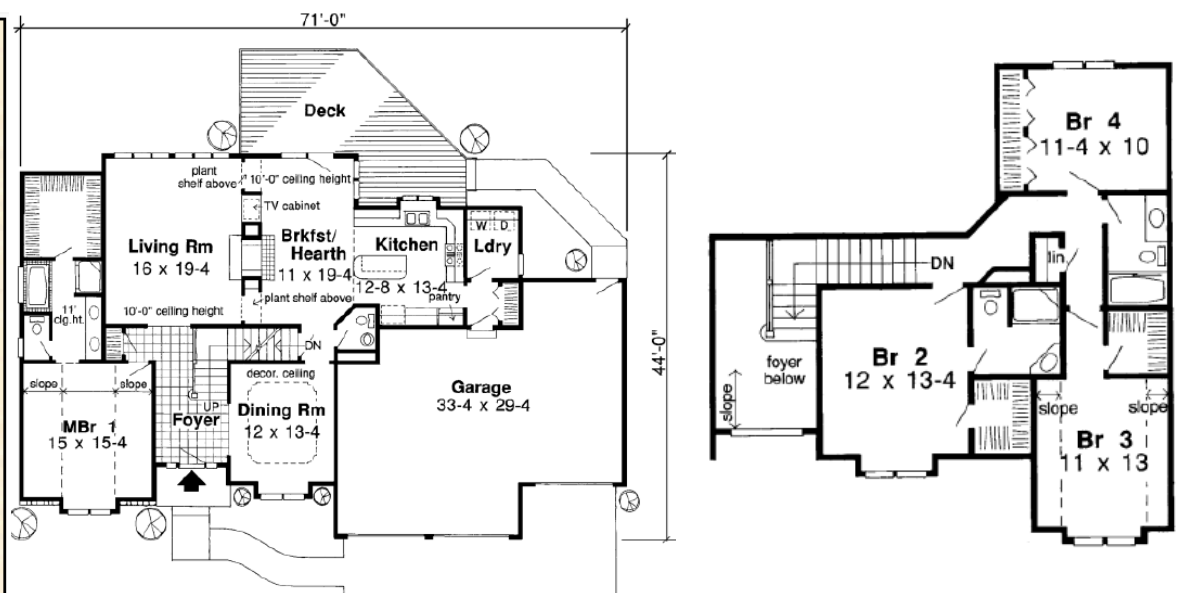 71'-0"
Deck
plant
shelf above
10'-0" ceiling height
TV cabinet
Living Rm
16 x 19-4
Brkfst/
Hearth
11 x 19-4
Kitchen
12-8 x 13-4
W. D.
Ldry
pantry
plant shelf above
10'-0" ceiling height
11'
clg.ht.
slope
slope
MBr 1
15 x 15-4
UP
Foyer
DN
decor. ceiling
Dining Rm
12 x 13-4
Garage
33-4 x 29-4
44'-0"
Br 4
11-4 x 10
lin
DN
foyer
below
slope
Br 2
12 x 13-4
slope
slope
Br 3
11 x 13